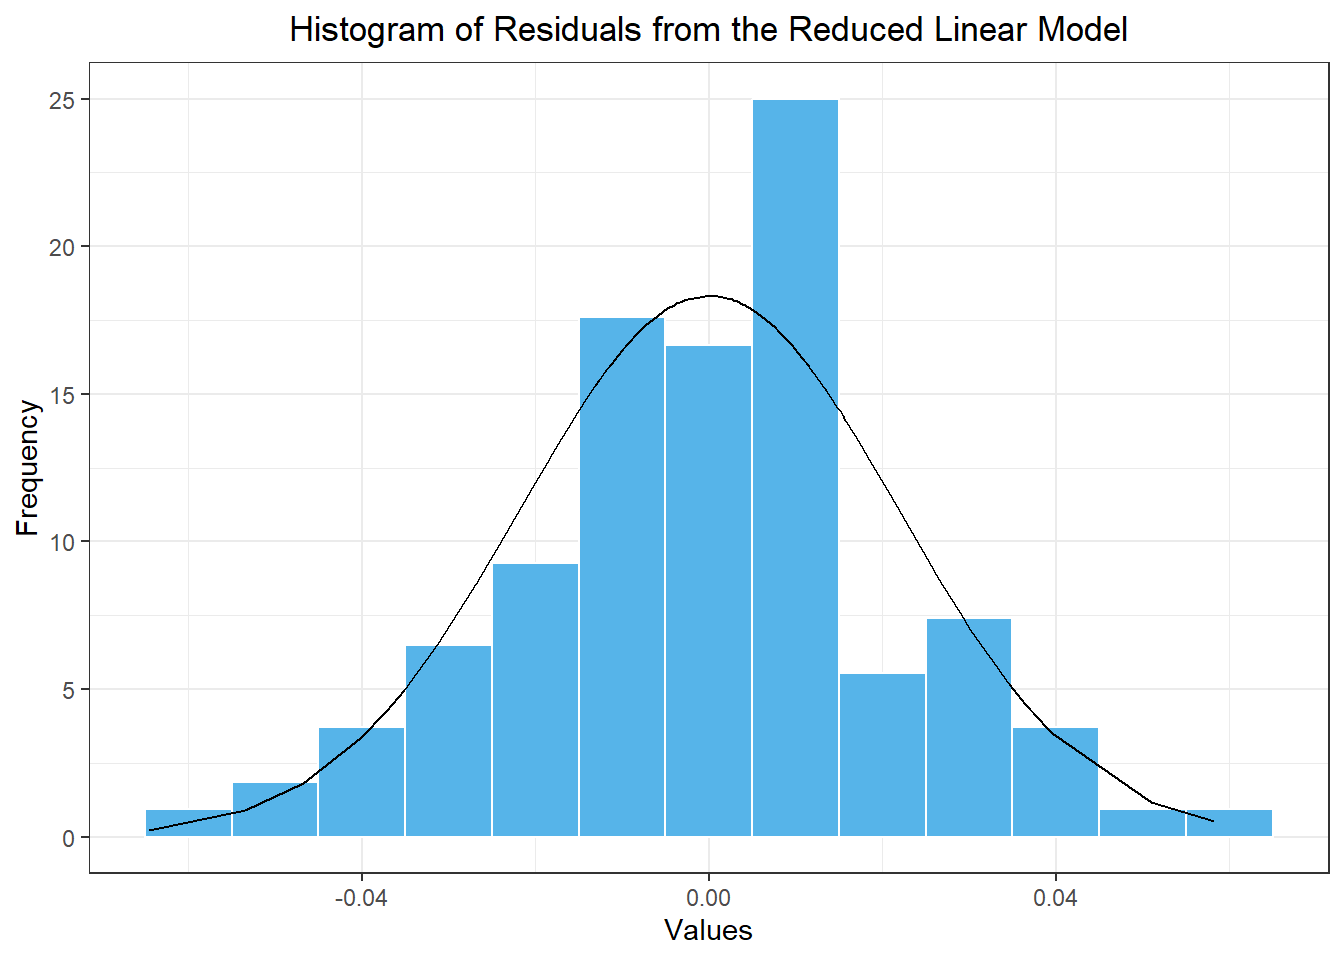 Histogram of Residuals from the Reduced Linear Model
Frequency
25
20
15
10
5
0
-0.04 0.00 0.04
Values